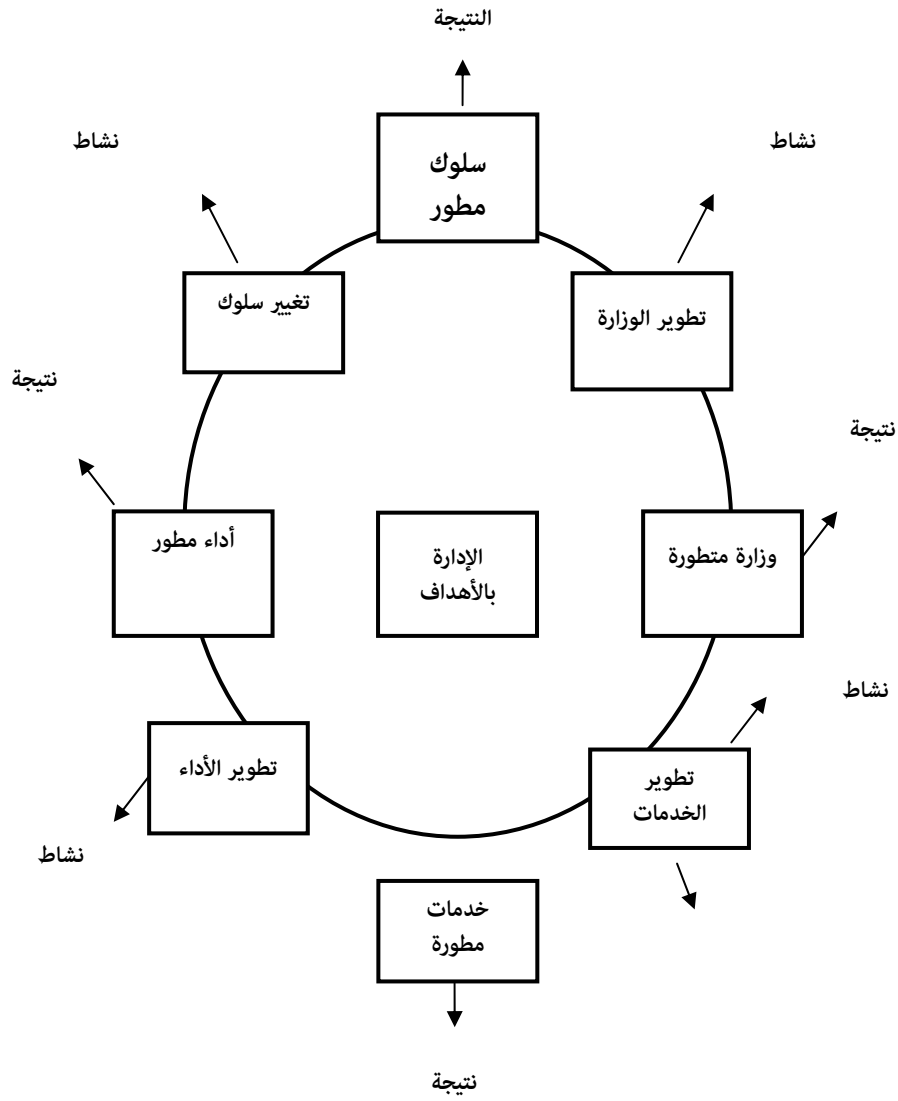 النتيجة
نشاط
نشاط
سلوك
مطور
تغيير سلوك
تطوير الوزارة
نتيجة
نتيجة
أداء مطور
الإدارة
بالأهداف
وزارة متطورة
نشاط
تطوير الأداء
تطوير
الخدمات
نشاط
خدمات
مطورة
نتيجة